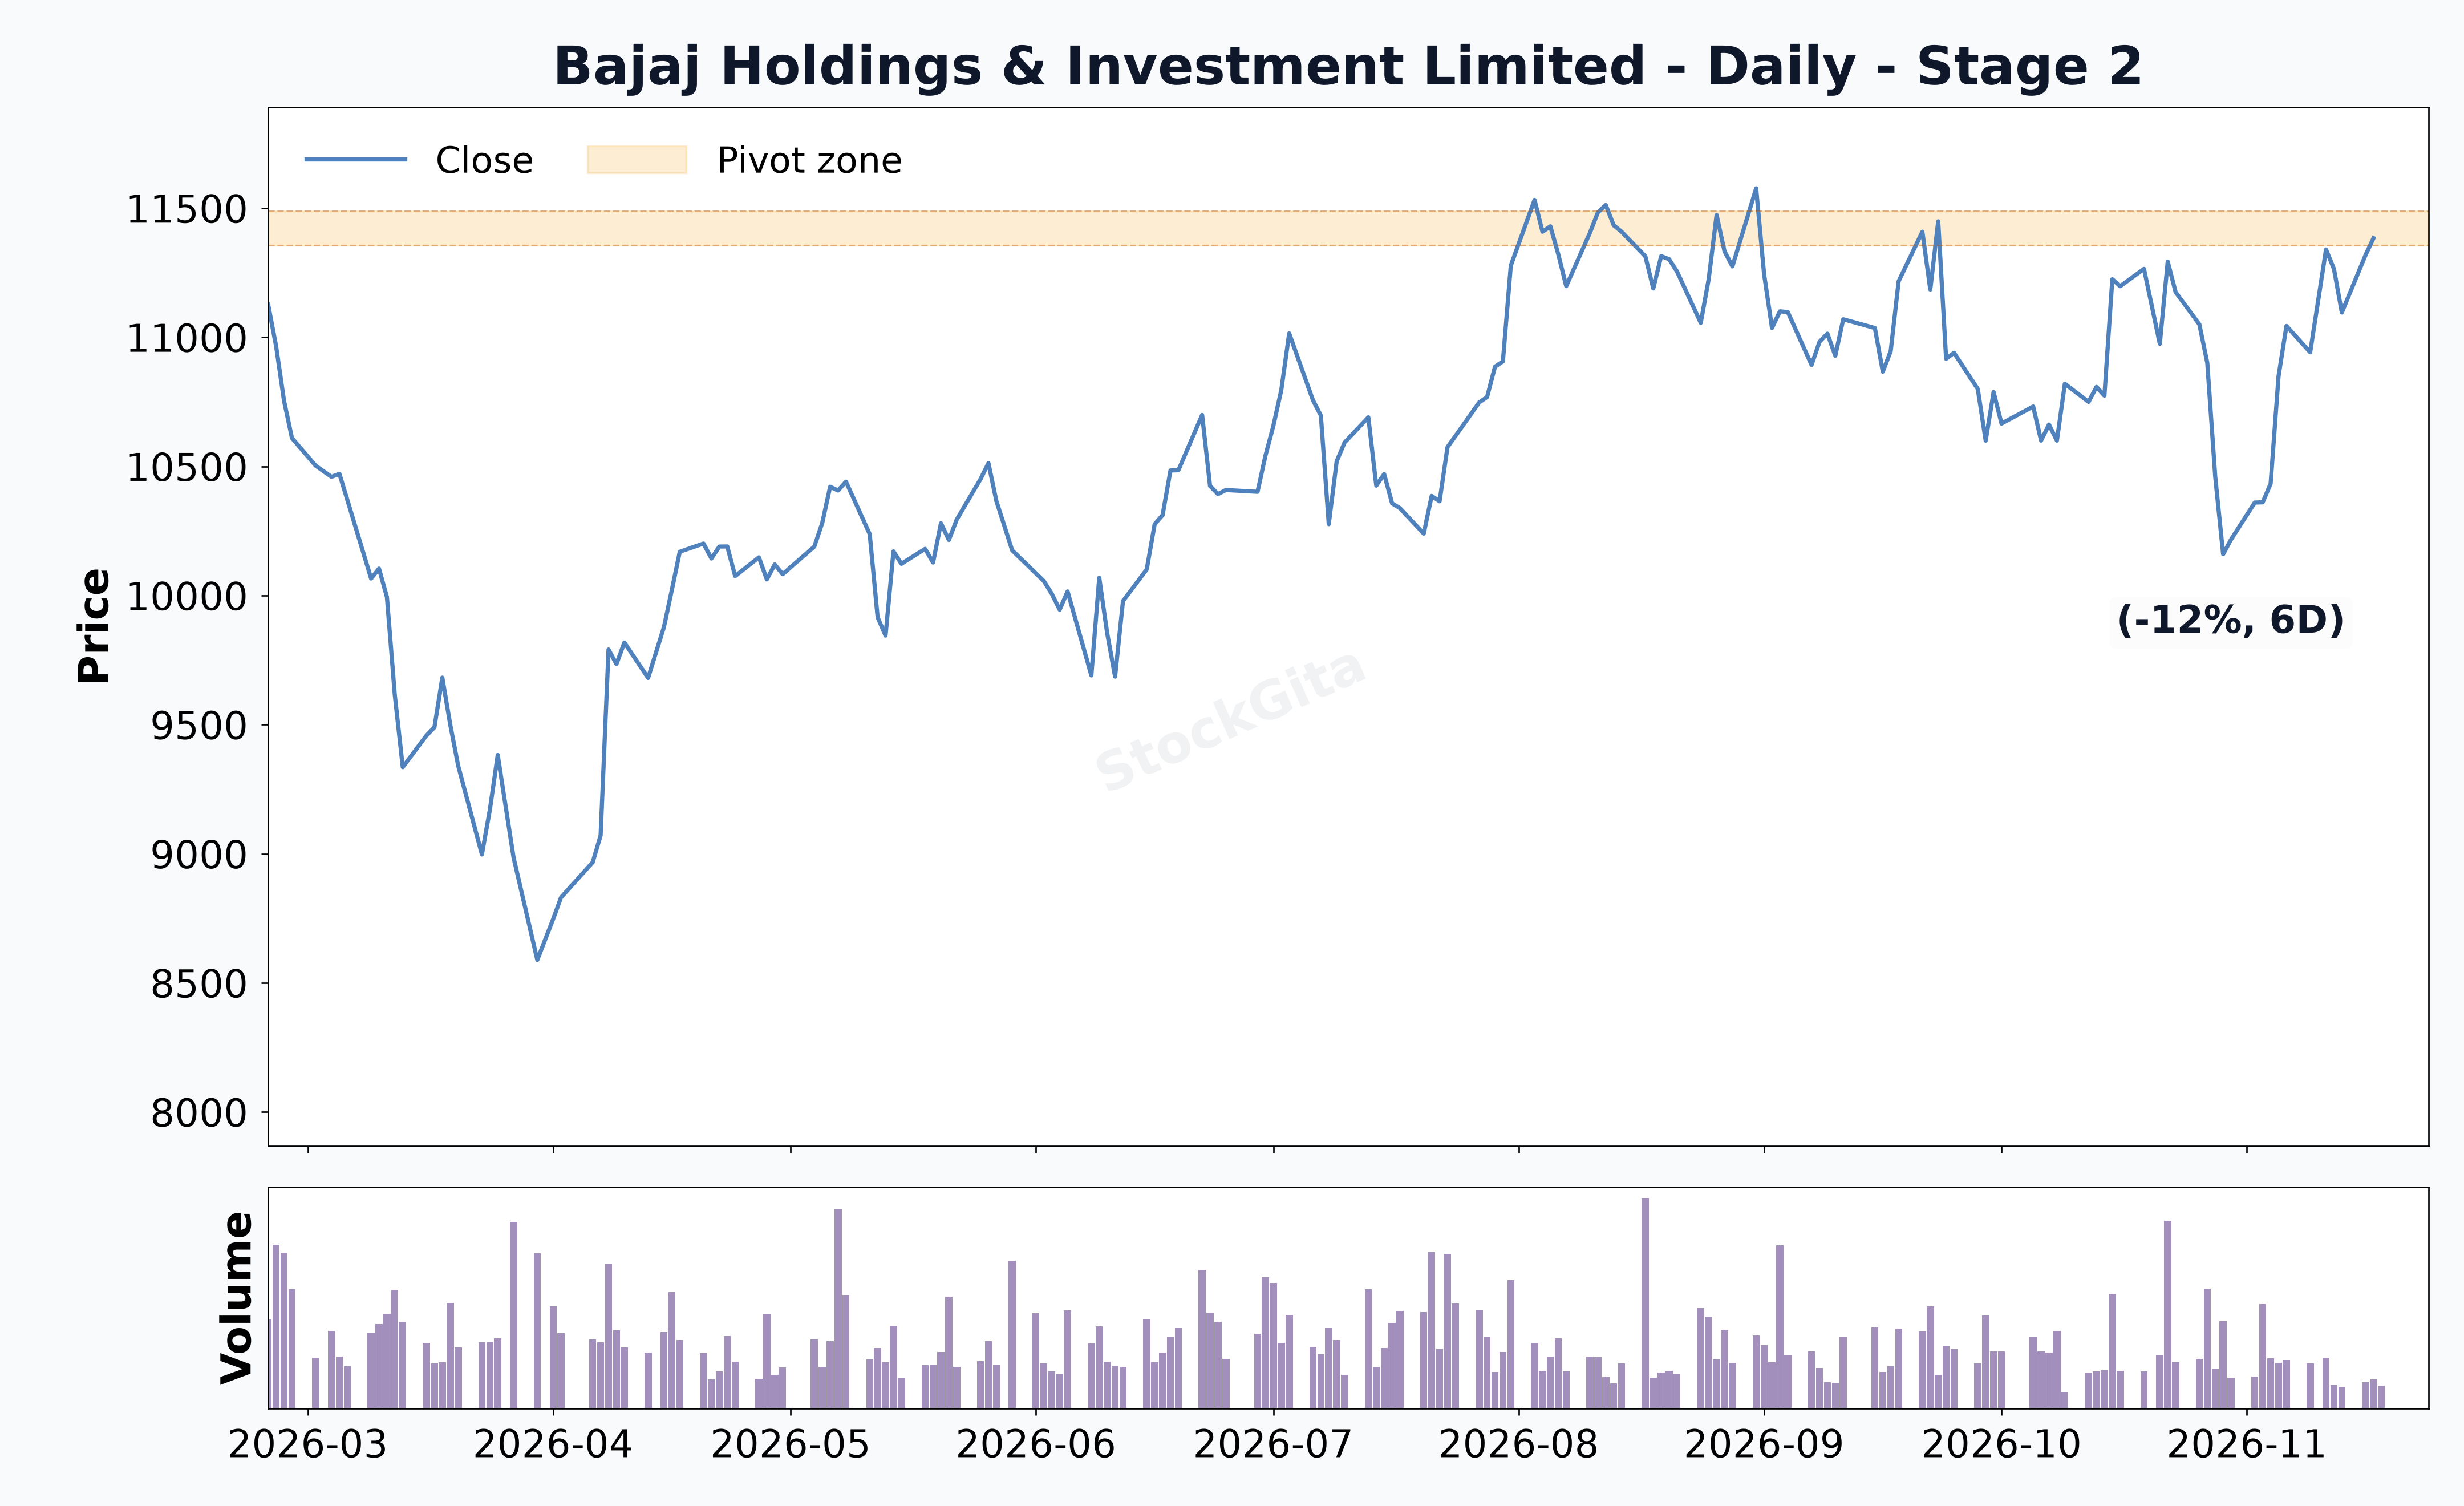 Bajaj Holdings & Investment Limited - Daily - Stage 2
Close
Pivot zone
11500
11000
10500
10000
9500
9000
8500
8000
Price
(-12%, 6D)
StockGita
Volume
2026-03
2026-04
2026-05
2026-06
2026-07
2026-08
2026-09
2026-10
2026-11